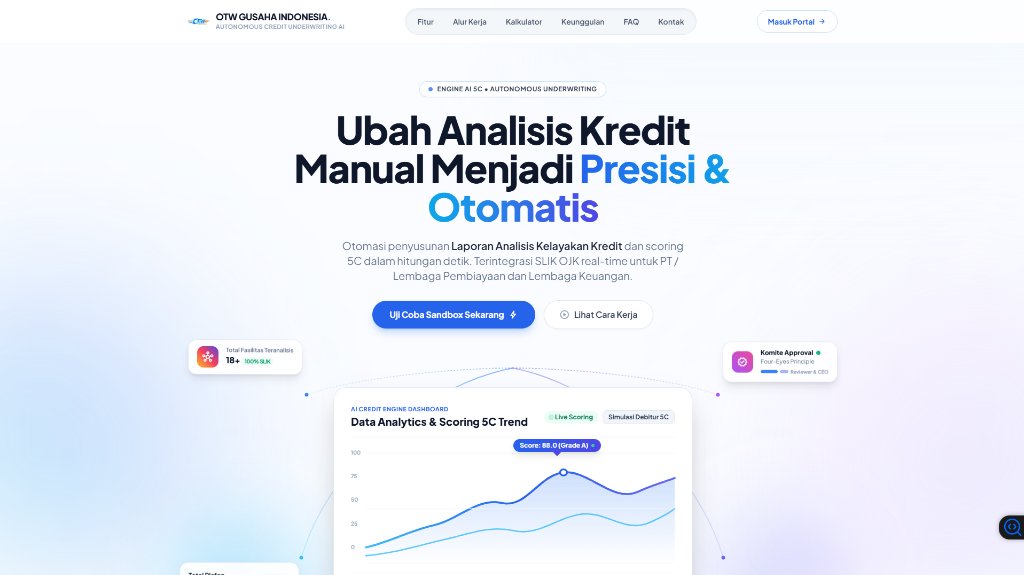 OTW GUSAHA INDONESIA.
AUTONOMOUS CREDIT UNDERWRITING AI
Fitur
Alur Kerja
Kalkulator
Keunggulan
FAQ
Kontak
Masuk Portal →
ENGINE AI 5C • AUTONOMOUS UNDERWRITING
Ubah Analisis Kredit
Manual Menjadi Presisi &
Otomatis
Otomasi penyusunan Laporan Analisis Kelayakan Kredit dan scoring
5C dalam hitungan detik. Terintegrasi SLIK OJK real-time untuk PT /
Lembaga Pembiayaan dan Lembaga Keuangan.
Uji Coba Sandbox Sekarang
Lihat Cara Kerja
Total Fasilitas Teranalisis
18+ 100% SLIK
Komite Approval
Four-Eyes Principle
Reviewer & CEO
AI CREDIT ENGINE DASHBOARD
Data Analytics & Scoring 5C Trend
Live Scoring
Simulasi Debitur 5C
Score: 88.0 (Grade A)
100
75
50
25
0